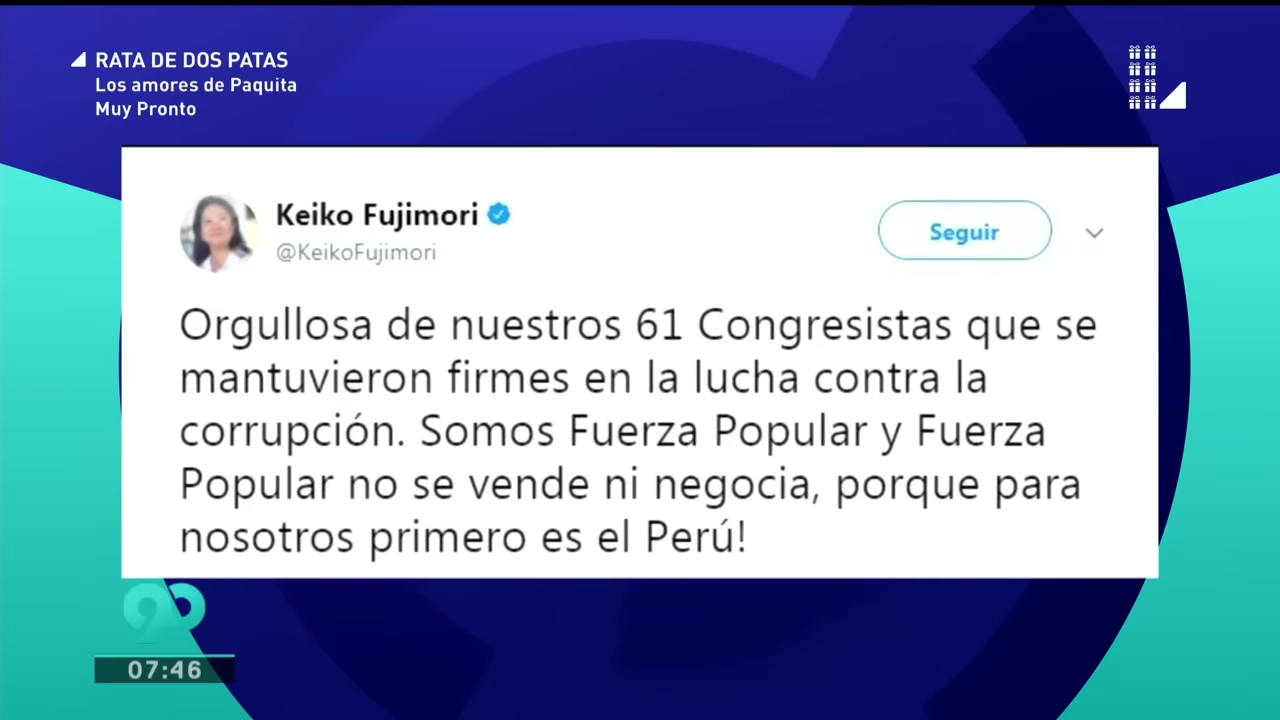 RATA DE DOS PATAS
Los amores de Paquita
Muy Pronto
Keiko Fujimori
@KeikoFujimori
Seguir
Orgullosa de nuestros 61 Congresistas que se
mantuvieron firmes en la lucha contra la
corrupción. Somos Fuerza Popular y Fuerza
Popular no se vende ni negocia, porque para
nosotros primero es el Perú!
90
07:46